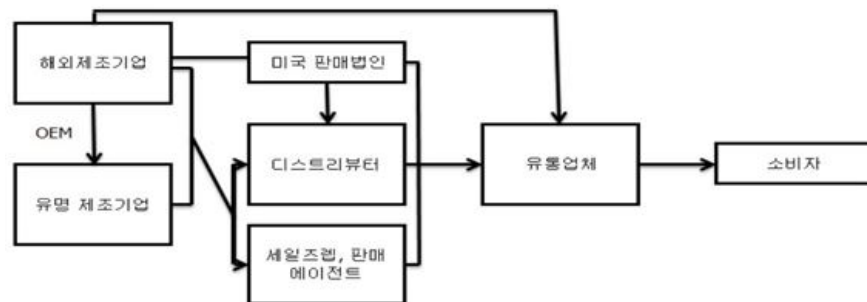 해외제조기업
미국 판매법인
OEM
디스트리뷰터
유통업체
소비자
유명 제조기업
세일즈렙, 판매
에이전트